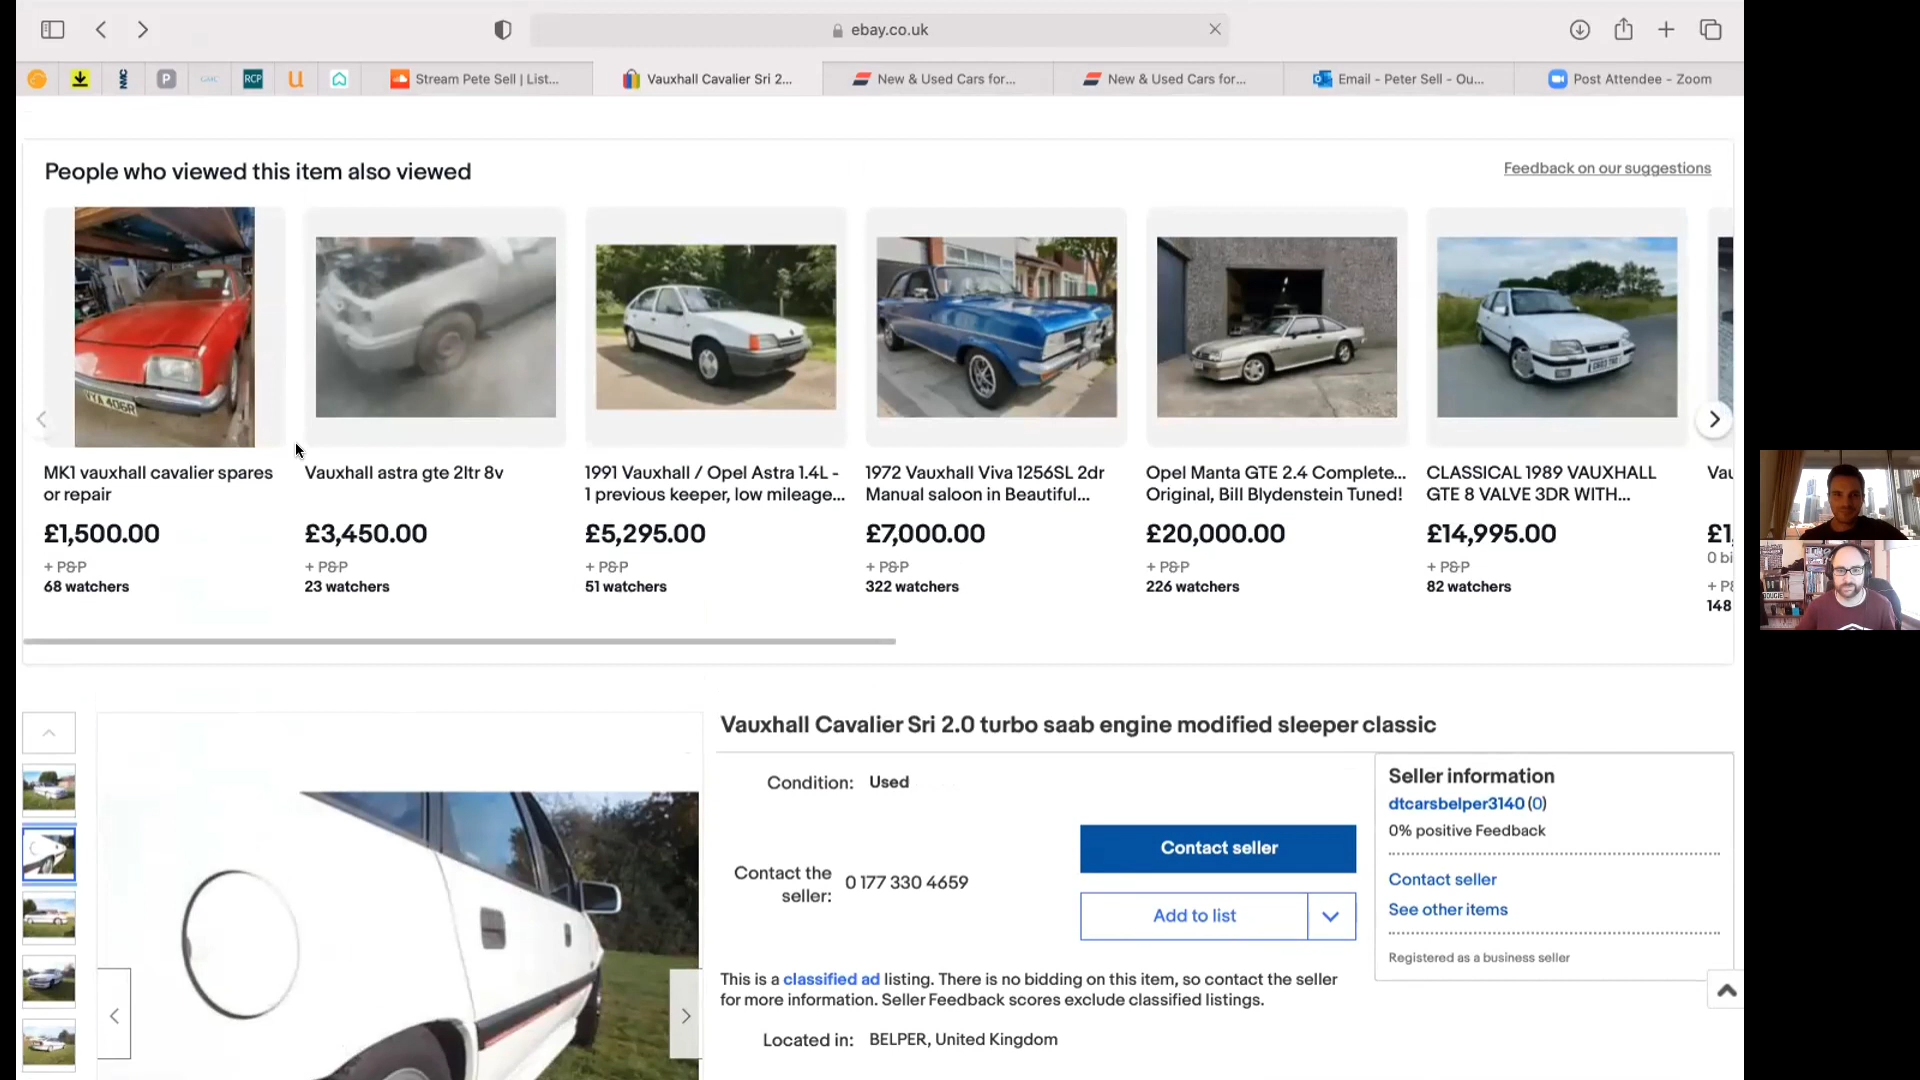 ebay.co.uk
NMC
P
GMC
RCP
Stream Pete Sell | List...
Vauxhall Cavalier Sri 2...
New & Used Cars for...
New & Used Cars for...
Email - Peter Sell - Ou...
Post Attendee - Zoom
People who viewed this item also viewed
Feedback on our suggestions
MK1 vauxhall cavalier spares
or repair
£1,500.00
+ P&P
68 watchers
Vauxhall astra gte 2ltr 8v
£3,450.00
+ P&P
23 watchers
1991 Vauxhall / Opel Astra 1.4L -
1 previous keeper, low mileage...
£5,295.00
+ P&P
51 watchers
1972 Vauxhall Viva 1256SL 2dr
Manual saloon in Beautiful...
£7,000.00
+ P&P
322 watchers
Opel Manta GTE 2.4 Complete...
Original, Bill Blydenstein Tuned!
£20,000.00
+ P&P
226 watchers
CLASSICAL 1989 VAUXHALL
GTE 8 VALVE 3DR WITH...
£14,995.00
+ P&P
82 watchers
Vau
£1,
0 bi
+ P&
148
Vauxhall Cavalier Sri 2.0 turbo saab engine modified sleeper classic
Condition: Used
Contact the
seller: 0 177 330 4659
Contact seller
Add to list
This is a classified ad listing. There is no bidding on this item, so contact the seller
for more information. Seller Feedback scores exclude classified listings.
Located in: BELPER, United Kingdom
Seller information
dtcarsbelper3140 (0)
0% positive Feedback
Contact seller
See other items
Registered as a business seller